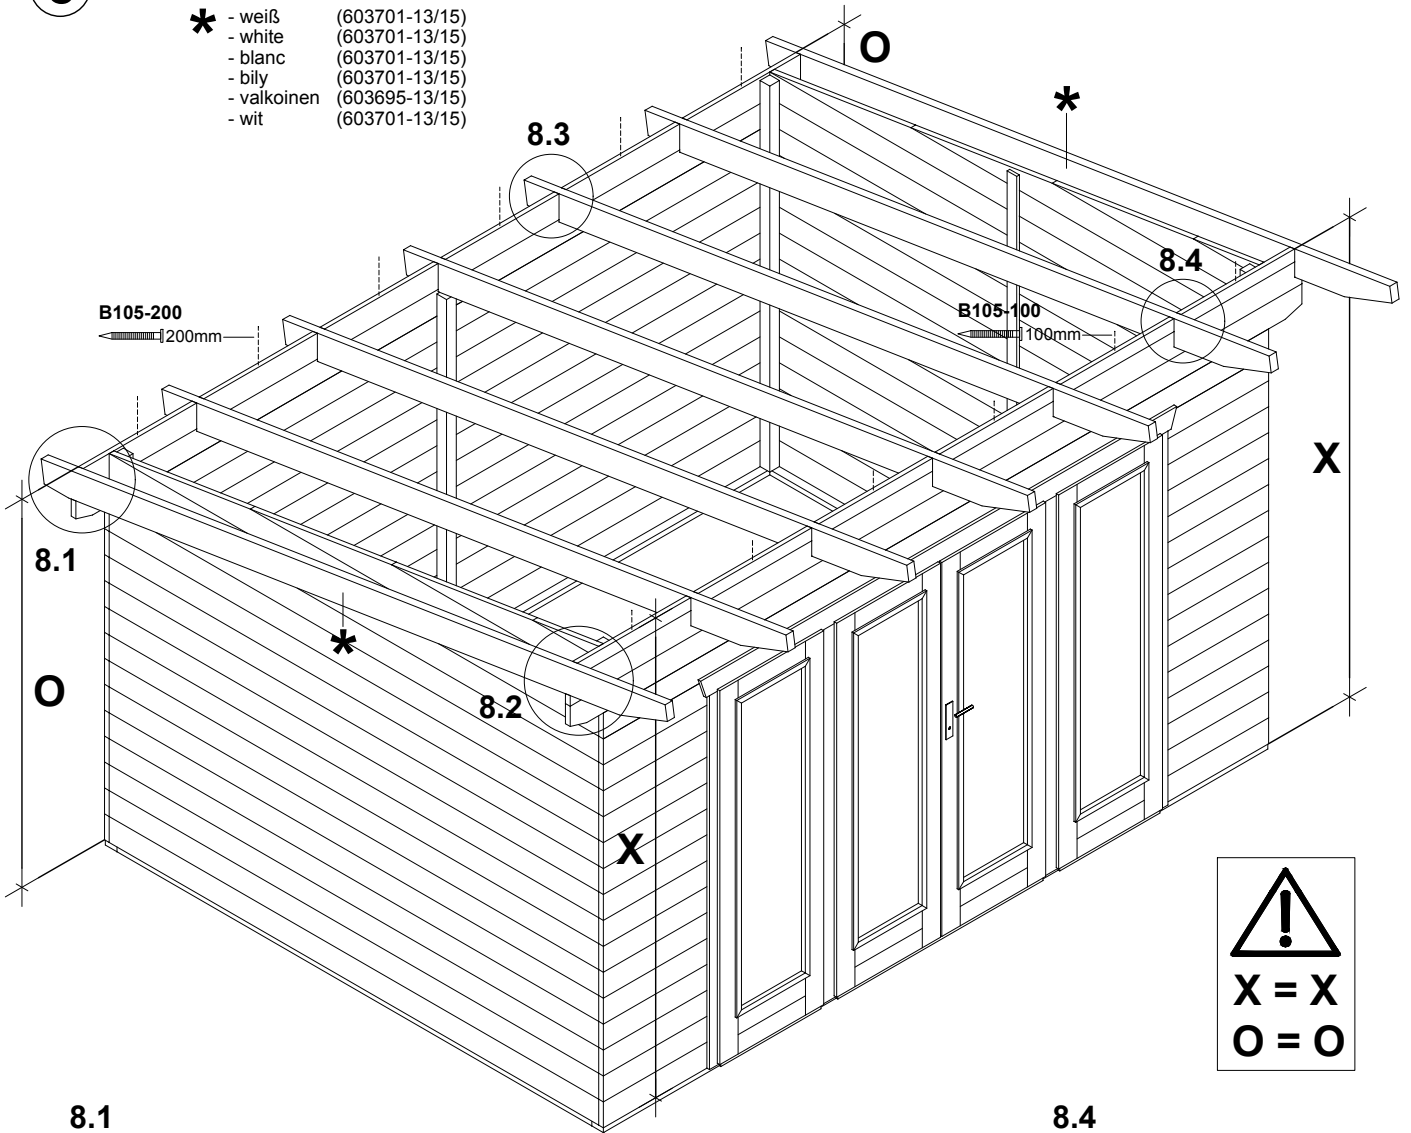 * - weiß (603701-13/15)
- white (603701-13/15)
- blanc (603701-13/15)
- bily (603701-13/15)
- valkoinen (603695-13/15)
- wit (603701-13/15)
O
*
8.3
8.4
B105-200
200mm
B105-100
100mm
X
8.1
*
O
8.2
X
X = X
O = O
8.1
8.4